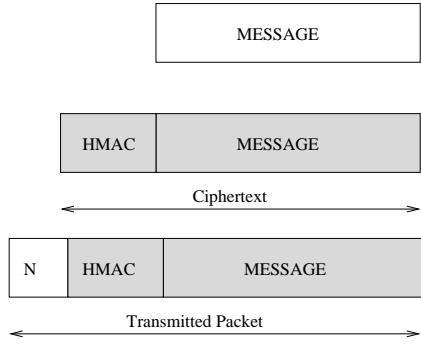 MESSAGE
HMAC MESSAGE
Ciphertext
N HMAC MESSAGE
Transmitted Packet